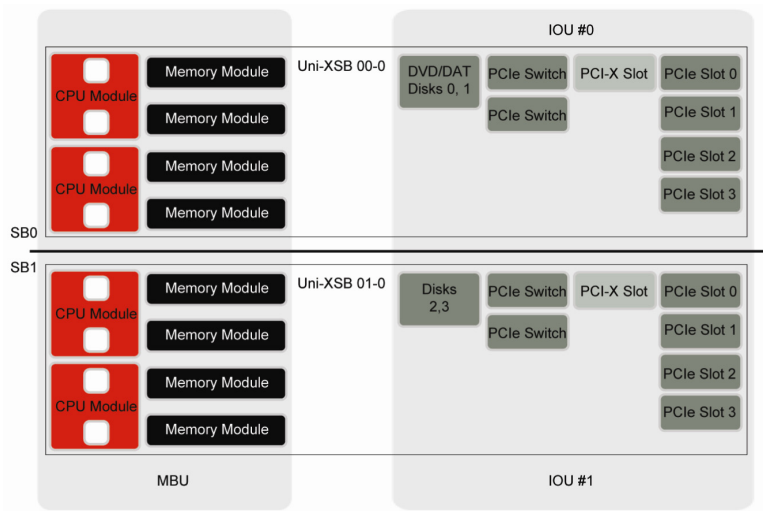 IOU #0
Uni-XSB 00-0
CPU Module
CPU Module
Memory Module
Memory Module
Memory Module
Memory Module
DVD/DAT
Disks 0, 1
PCIe Switch
PCIe Switch
PCI-X Slot
PCIe Slot 0
PCIe Slot 1
PCIe Slot 2
PCIe Slot 3
SB0
SB1
Uni-XSB 01-0
CPU Module
CPU Module
Memory Module
Memory Module
Memory Module
Memory Module
Disks
2,3
PCIe Switch
PCIe Switch
PCI-X Slot
PCIe Slot 0
PCIe Slot 1
PCIe Slot 2
PCIe Slot 3
MBU
IOU #1